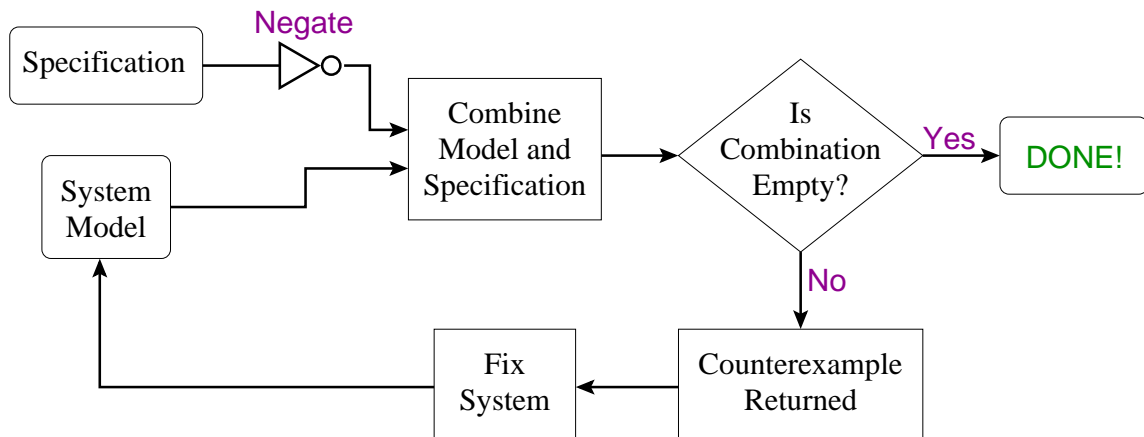 Negate
Specification
Combine
Model and
Specification
Is
Combination
Empty?
Yes
DONE!
System
Model
No
Fix
System
Counterexample
Returned